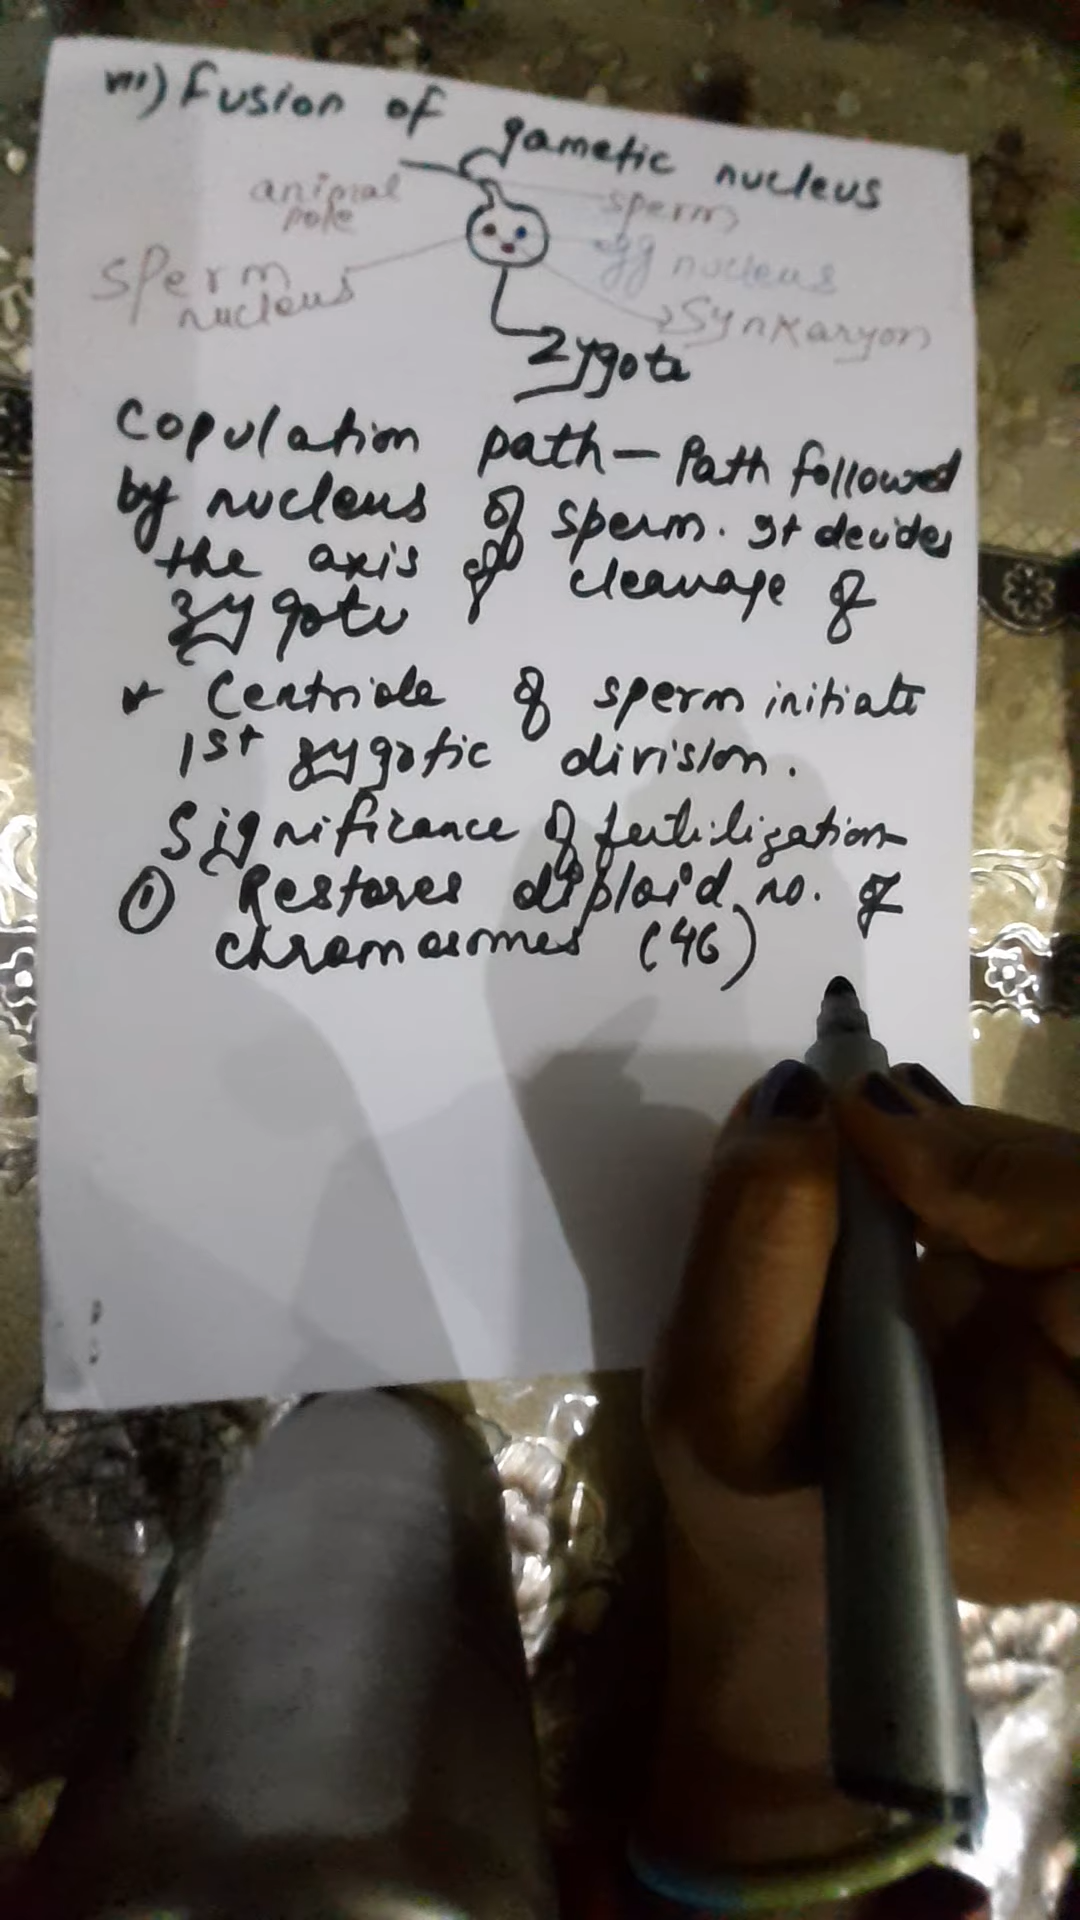 vii) Fusion of gametic nucleus
animal pole
sperm
sperm nucleus
egg nucleus
Synkaryon
Zygote
Copulation path - Path followed
by nucleus of sperm. It decides
the axis of cleavage of
zygote
* Centriole of sperm initiate
1st zygotic division.
Significance of fertilization
① Restores diploid no. of
chromosomes (46)